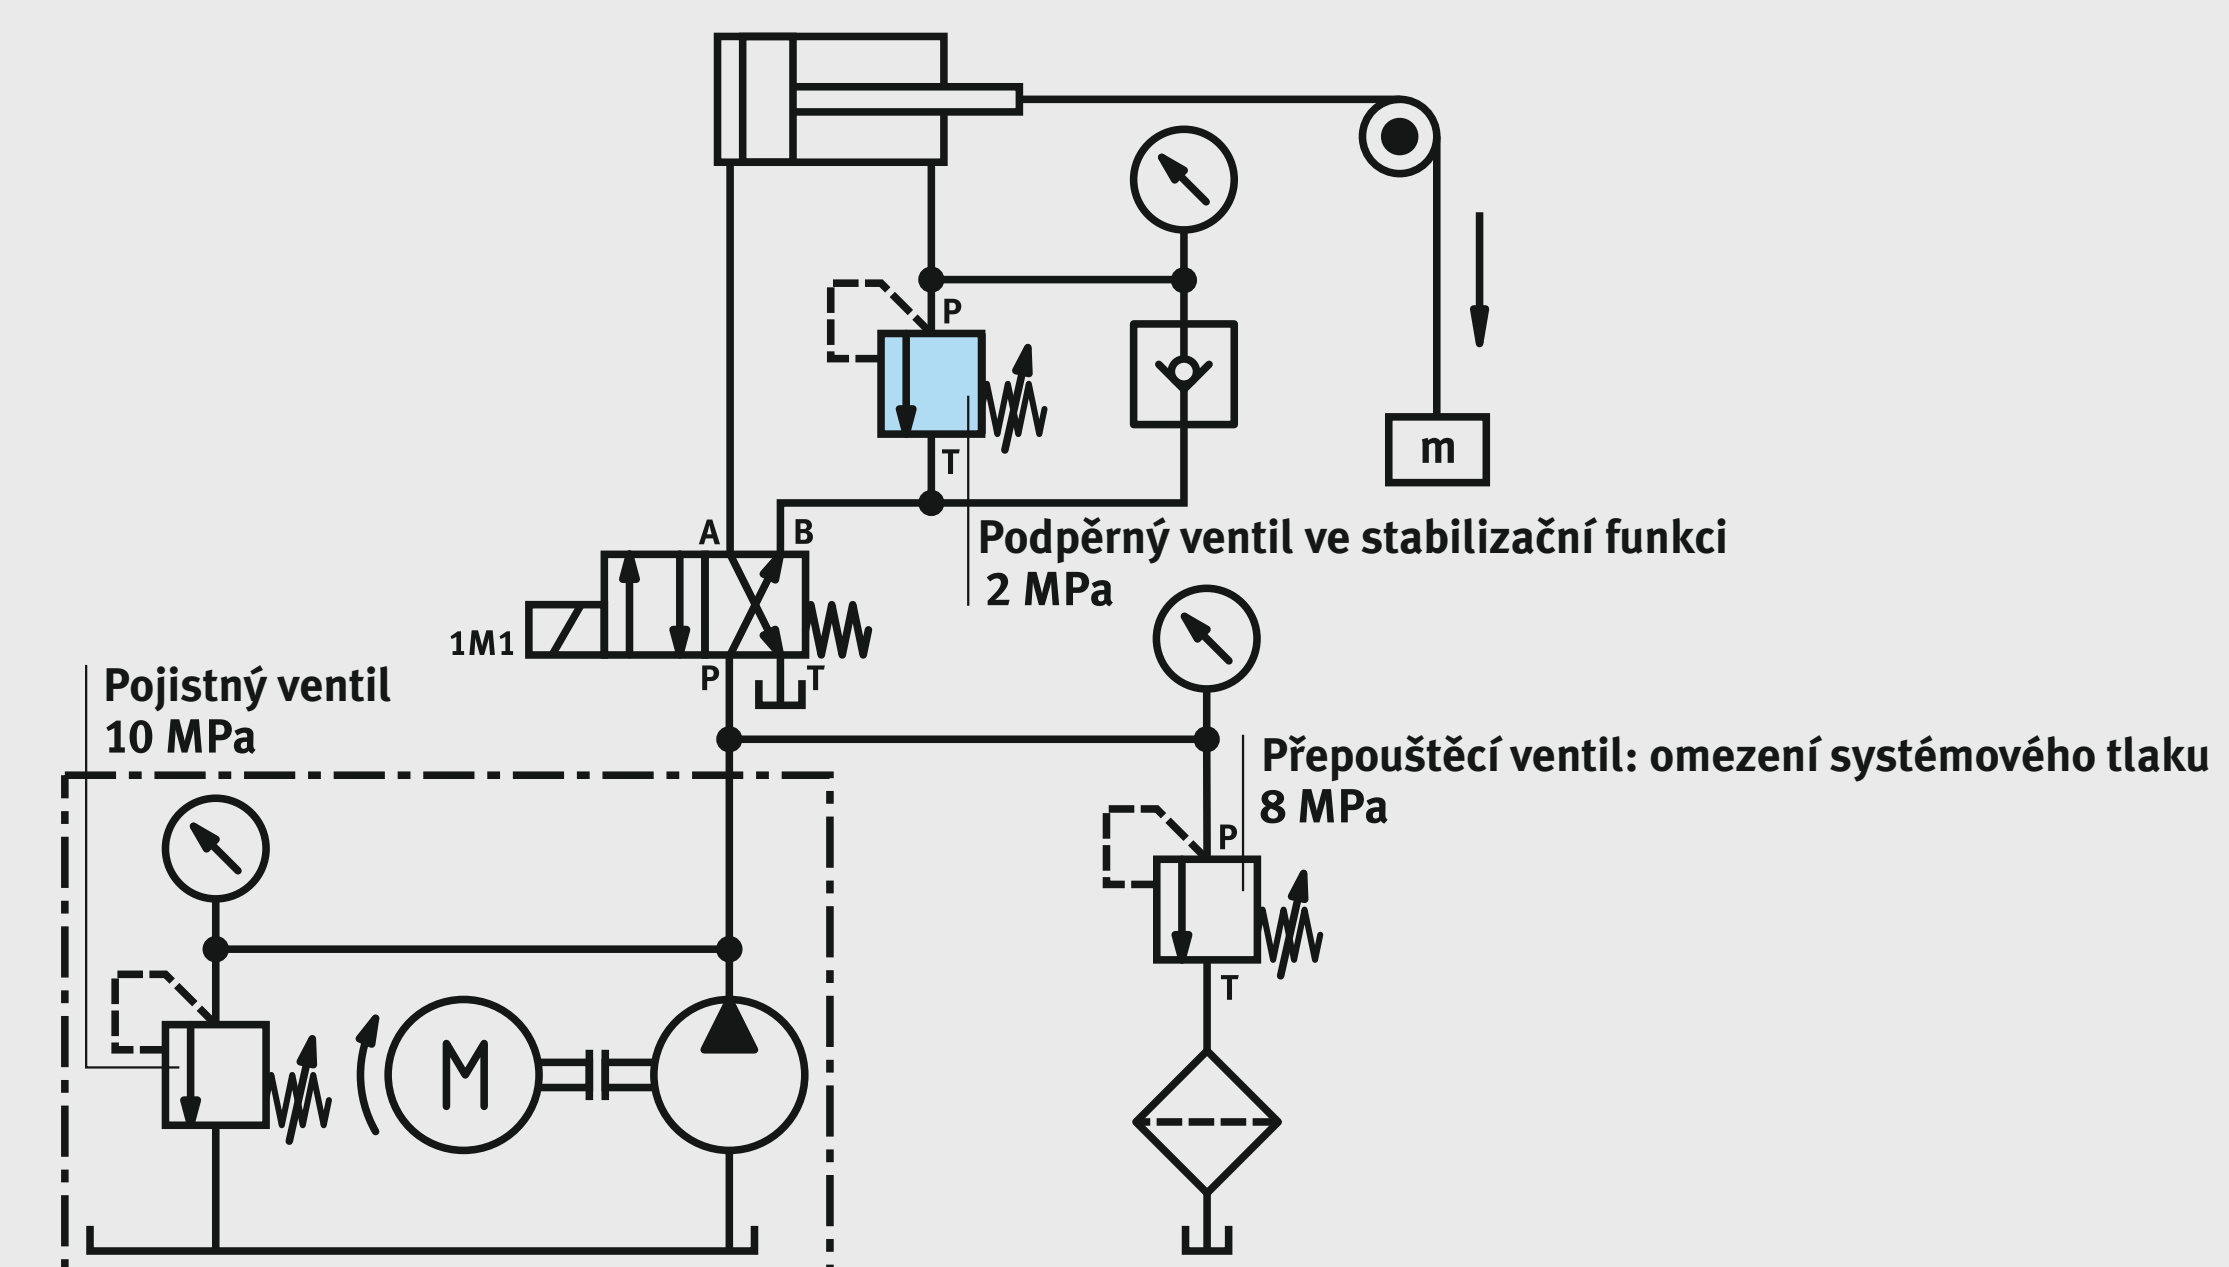 P
m
T
A B
Podpěrný ventil ve stabilizační funkci
2 MPa
1M1
P T
Pojistný ventil
10 MPa
Přepouštěcí ventil: omezení systémového tlaku
8 MPa
P
T
M